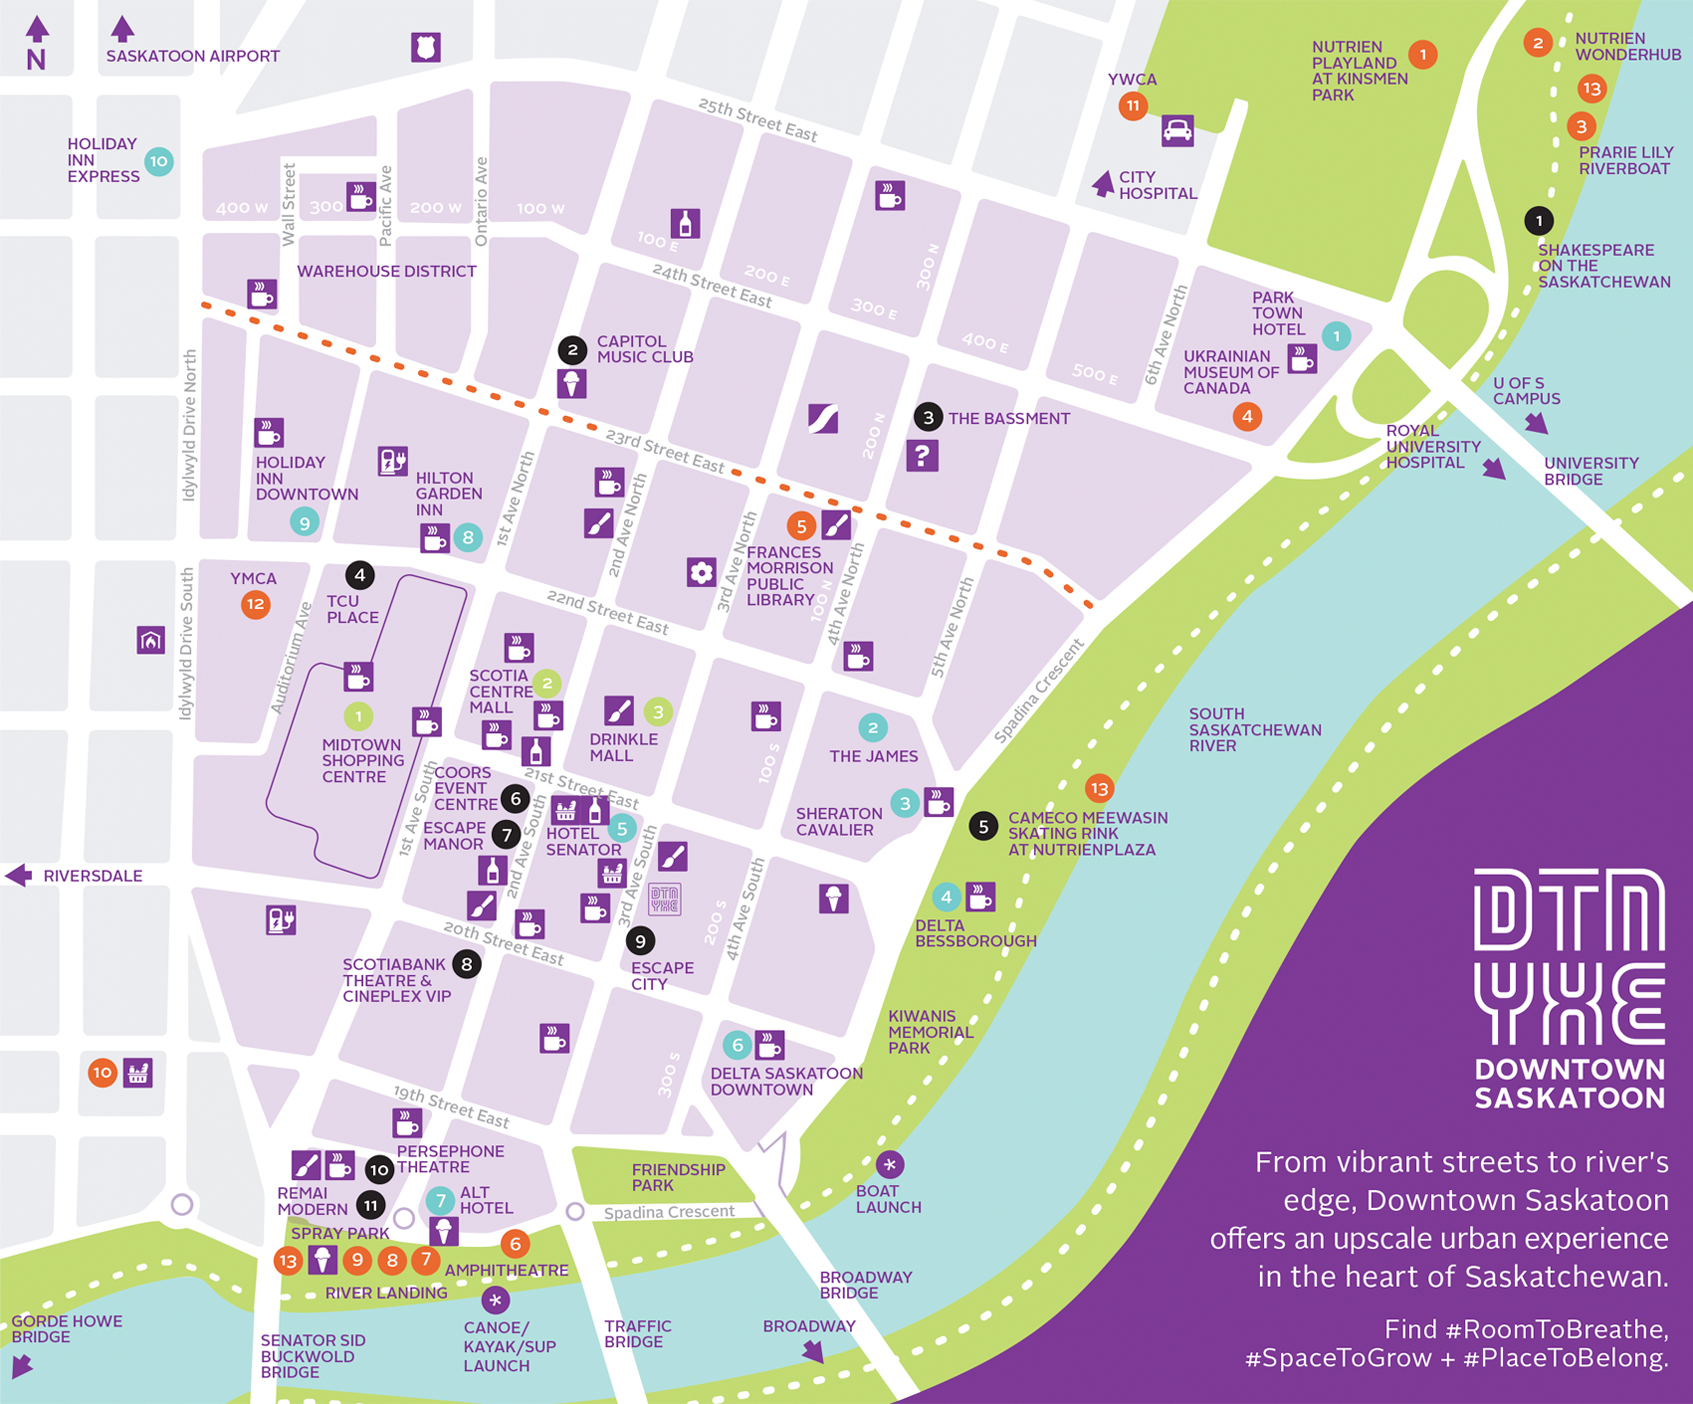 N
SASKATOON AIRPORT
HOLIDAY
INN
EXPRESS
10
YWCA
11
CITY
HOSPITAL
NUTRIEN
PLAYLAND
AT KINSMEN
PARK
1
2
NUTRIEN
WONDERHUB
13
3
PRARIE LILY
RIVERBOAT
1
SHAKESPEARE
ON THE
SASKATCHEWAN
25th Street East
Wall Street
Pacific Ave
Ontario Ave
400 W
300
200 W
100 W
100 E
200 E
300 E
300 N
400 E
500 E
24th Street East
6th Ave North
WAREHOUSE DISTRICT
PARK
TOWN
HOTEL
1
UKRAINIAN
MUSEUM OF
CANADA
4
2
CAPITOL
MUSIC CLUB
3
THE BASSMENT
?
200 N
U OF S
CAMPUS
ROYAL
UNIVERSITY
HOSPITAL
UNIVERSITY
BRIDGE
Idylwyld Drive North
23rd Street East
HOLIDAY
INN
DOWNTOWN
9
HILTON
GARDEN
INN
8
1st Ave North
2nd Ave North
3rd Ave North
4th Ave North
5th Ave North
5
FRANCES
MORRISON
PUBLIC
LIBRARY
100 N
YMCA
12
4
TCU
PLACE
22nd Street East
Idylwyld Drive South
Auditorium Ave
Spadina Crescent
SCOTIA
CENTRE
MALL
2
3
DRINKLE
MALL
1
MIDTOWN
SHOPPING
CENTRE
2
THE JAMES
100 S
SOUTH
SASKATCHEWAN
RIVER
21st Street East
COORS
EVENT
CENTRE
6
ESCAPE
MANOR
7
HOTEL
SENATOR
5
SHERATON
CAVALIER
3
13
5
CAMECO MEEWASIN
SKATING RINK
AT NUTRIENPLAZA
1st Ave South
2nd Ave South
3rd Ave South
4th Ave South
RIVERSDALE
DTN
YXE
200 S
4
DELTA
BESSBOROUGH
20th Street East
9
ESCAPE
CITY
SCOTIABANK
THEATRE &
CINEPLEX VIP
8
KIWANIS
MEMORIAL
PARK
6
DELTA SASKATOON
DOWNTOWN
300 S
10
19th Street East
PERSEPHONE
THEATRE
10
REMAI
MODERN
11
7
ALT
HOTEL
FRIENDSHIP
PARK
Spadina Crescent
BOAT
LAUNCH
SPRAY PARK
13
9
8
7
6
AMPHITHEATRE
RIVER LANDING
CANOE/
KAYAK/SUP
LAUNCH
GORDE HOWE
BRIDGE
SENATOR SID
BUCKWOLD
BRIDGE
TRAFFIC
BRIDGE
BROADWAY
BRIDGE
BROADWAY
DTN
YXE
DOWNTOWN
SASKATOON
From vibrant streets to river's
edge, Downtown Saskatoon
offers an upscale urban experience
in the heart of Saskatchewan.
Find #RoomToBreathe,
#SpaceToGrow + #PlaceToBelong.